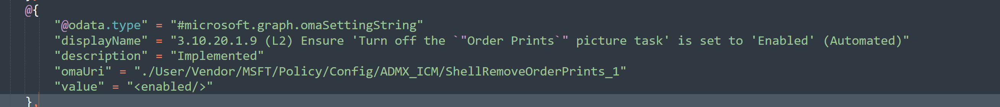 @{
"@odata.type" = "#microsoft.graph.omaSettingString"
"displayName" = "3.10.20.1.9 (L2) Ensure 'Turn off the `"Order Prints`" picture task' is set to 'Enabled' (Automated)"
"description" = "Implemented"
"omaUri" = "./User/Vendor/MSFT/Policy/Config/ADMX_ICM/ShellRemoveOrderPrints_1"
"value" = "<enabled/>"
},